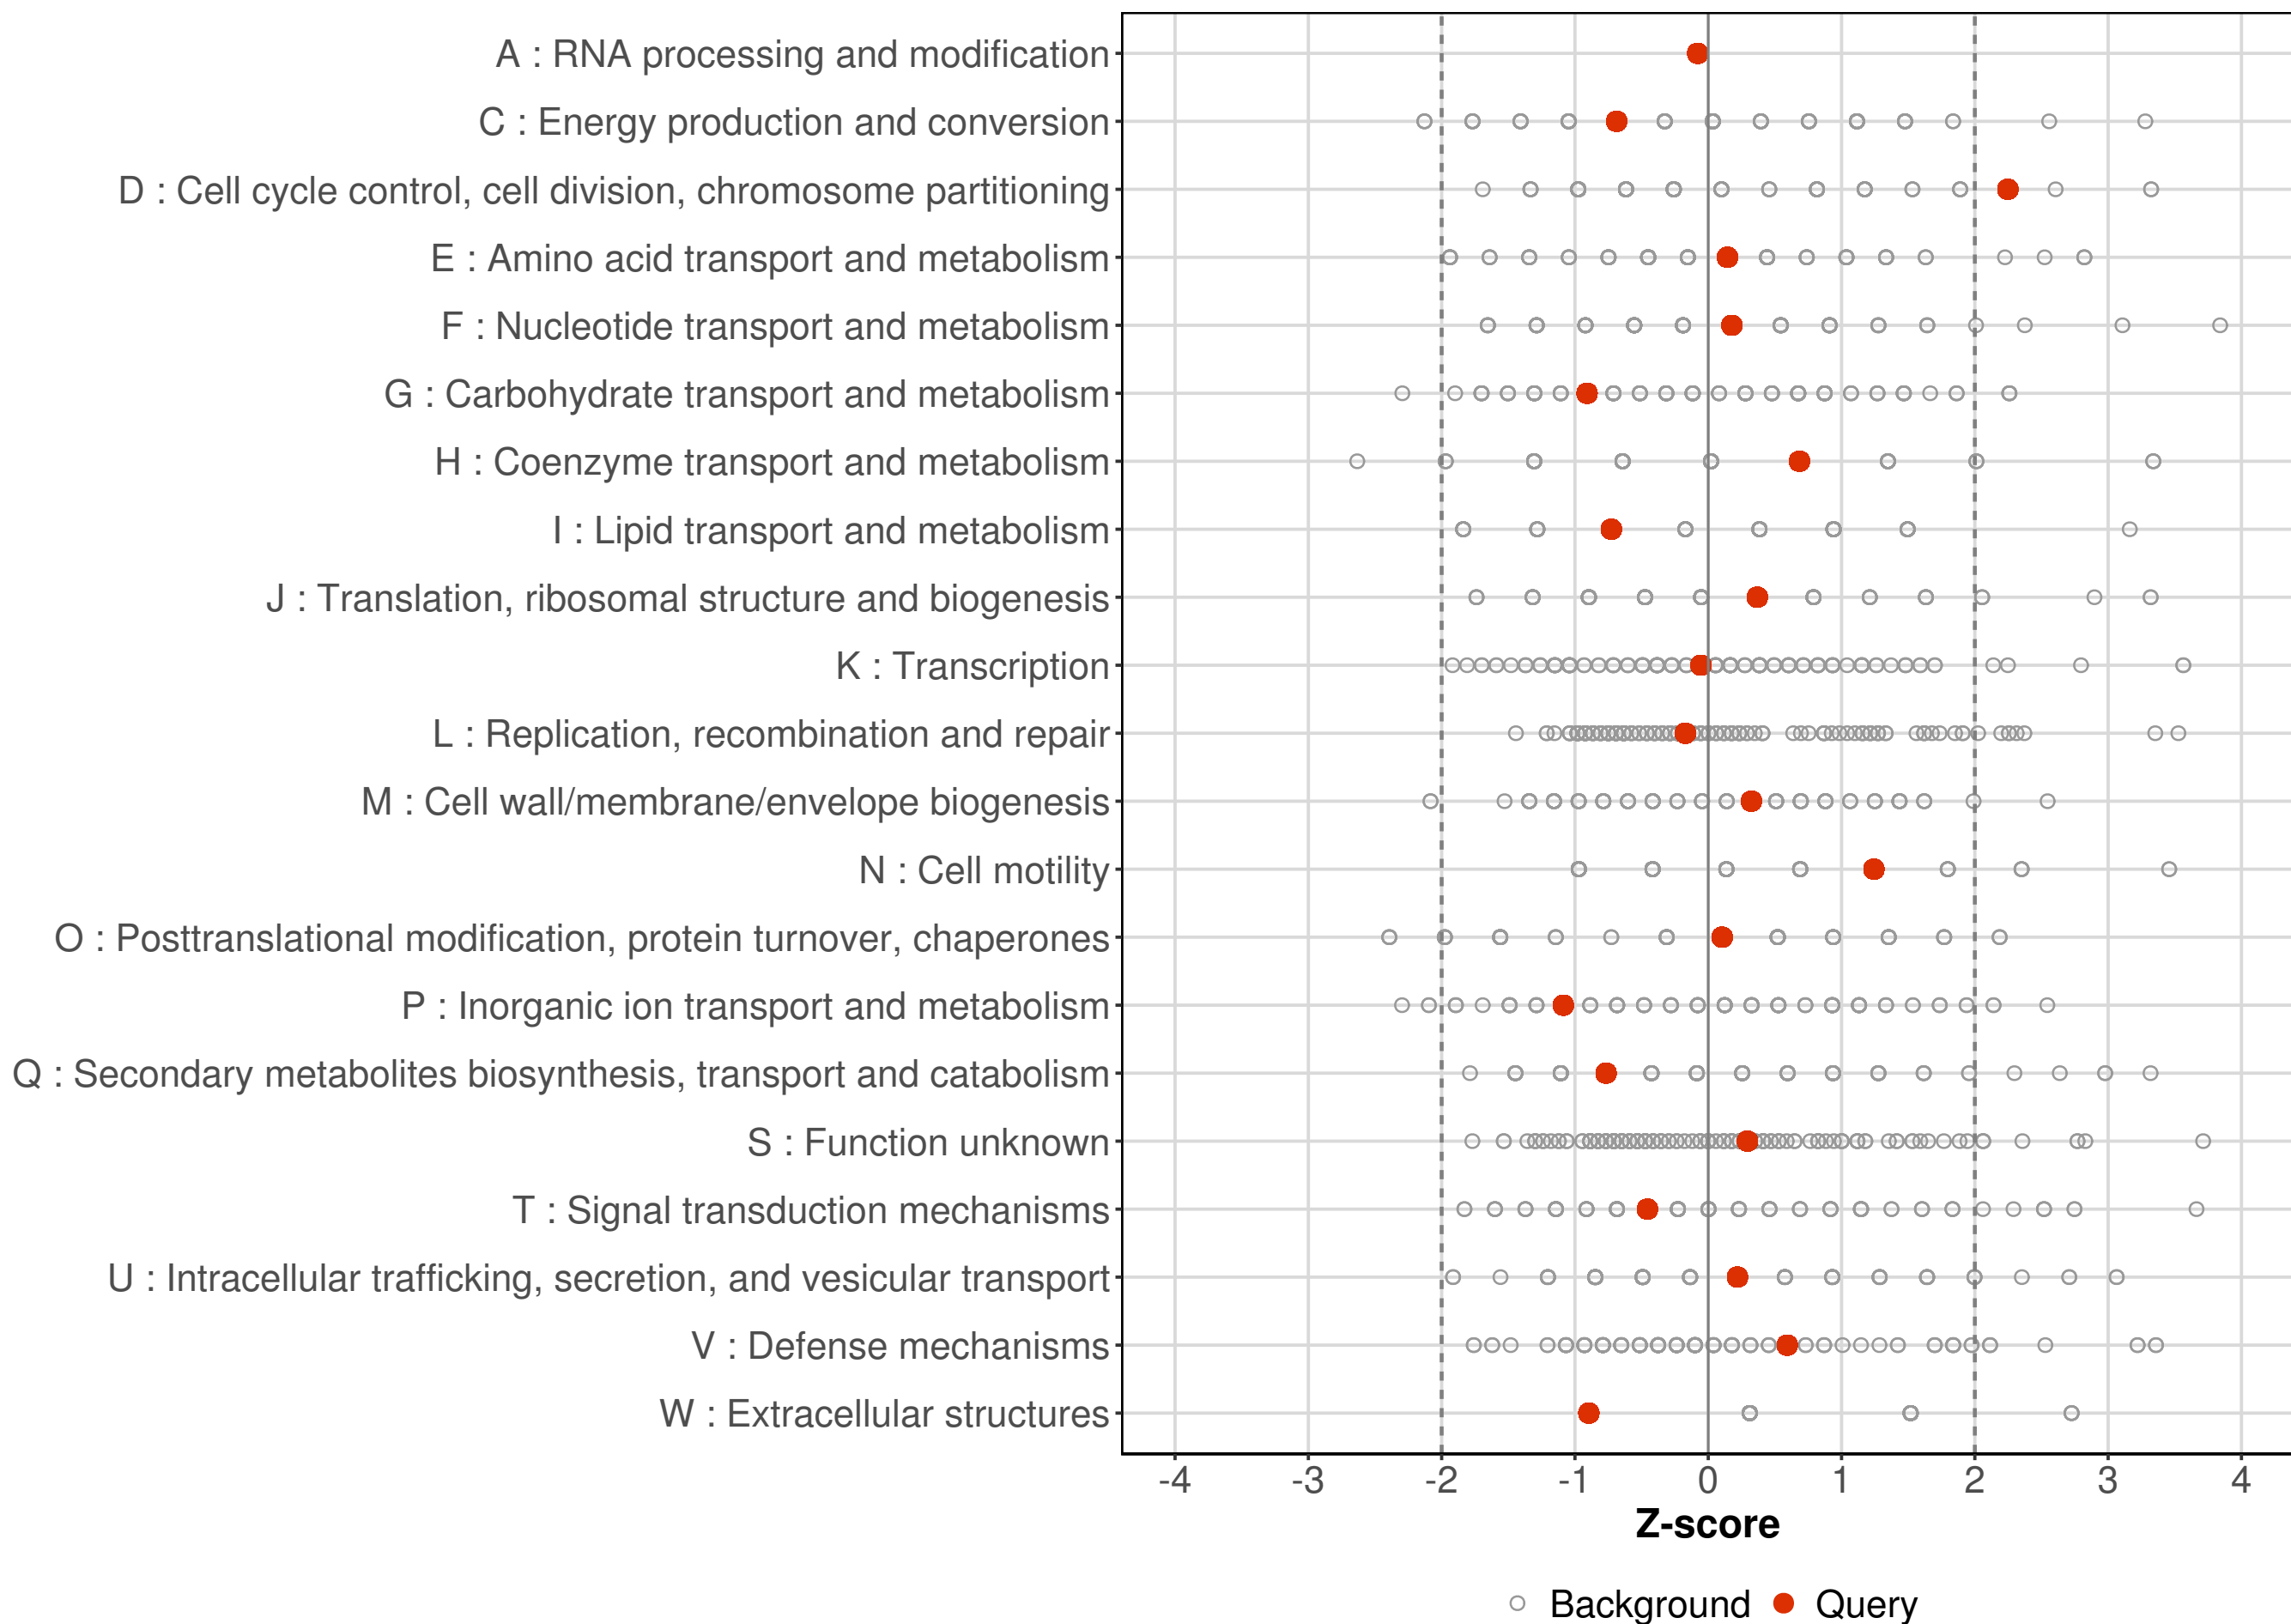 A : RNA processing and modification
C : Energy production and conversion
D : Cell cycle control, cell division, chromosome partitioning
E : Amino acid transport and metabolism
F : Nucleotide transport and metabolism
G : Carbohydrate transport and metabolism
H : Coenzyme transport and metabolism
I : Lipid transport and metabolism
J : Translation, ribosomal structure and biogenesis
K : Transcription
L : Replication, recombination and repair
M : Cell wall/membrane/envelope biogenesis
N : Cell motility
O : Posttranslational modification, protein turnover, chaperones
P : Inorganic ion transport and metabolism
Q : Secondary metabolites biosynthesis, transport and catabolism
S : Function unknown
T : Signal transduction mechanisms
U : Intracellular trafficking, secretion, and vesicular transport
V : Defense mechanisms
W : Extracellular structures
-4 -3 -2 -1 0 1 2 3 4
Z-score
Background Query